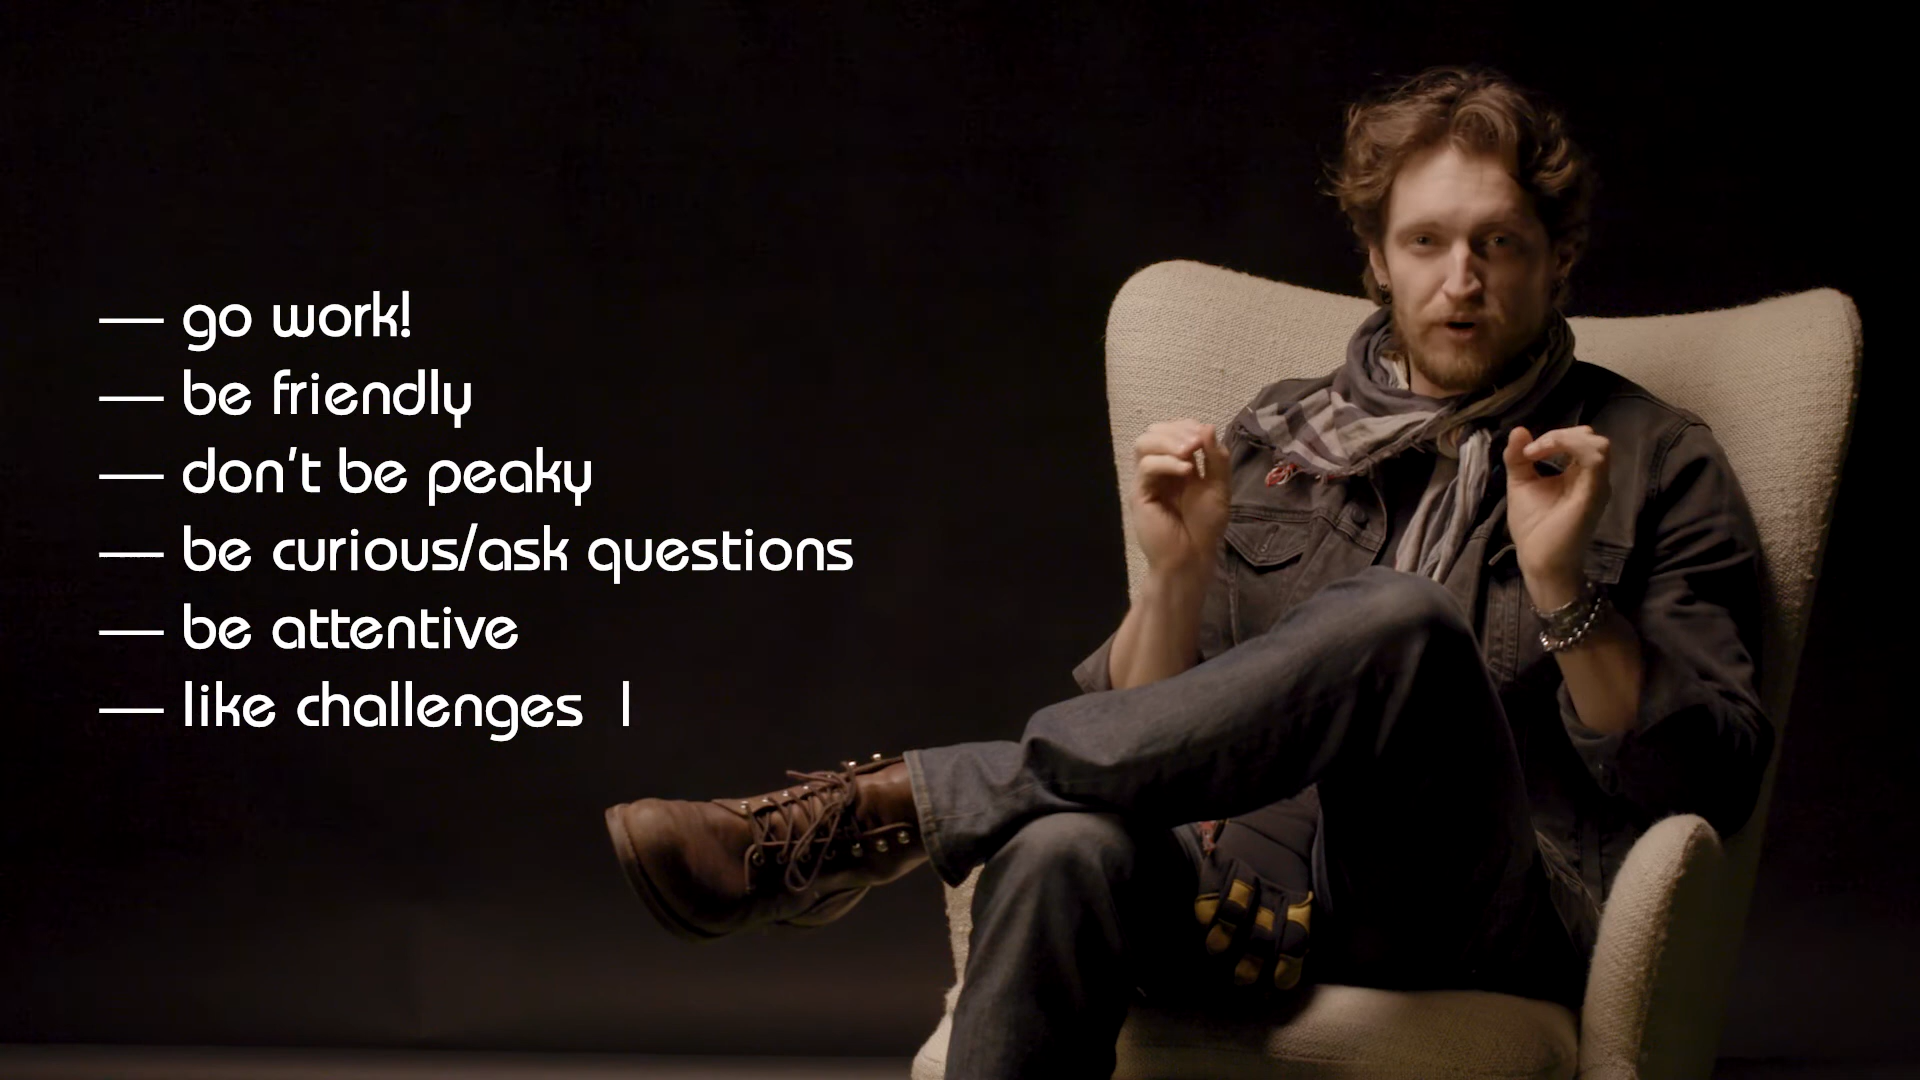 — go work!
— be friendly
— don't be peaky
— be curious/ask questions
— be attentive
— like challenges |